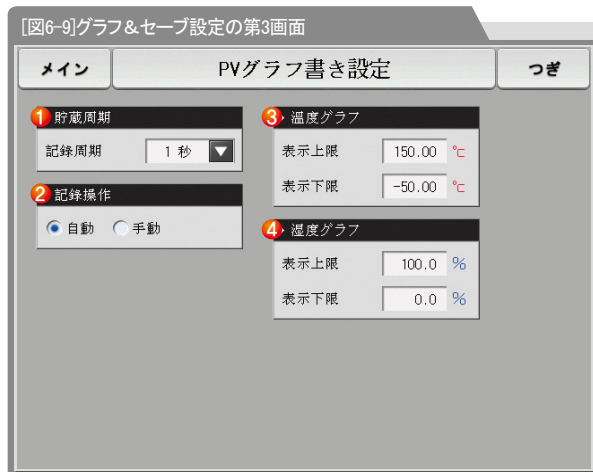 [図6-9]グラフ&セーブ設定の第3画面
メイン
PVグラフ書き設定
つぎ
1 貯蔵周期
記録周期 1 秒
2 記録操作
自動 手動
3 温度グラフ
表示上限 150.00 ℃
表示下限 -50.00 ℃
4 湿度グラフ
表示上限 100.0 %
表示下限 0.0 %